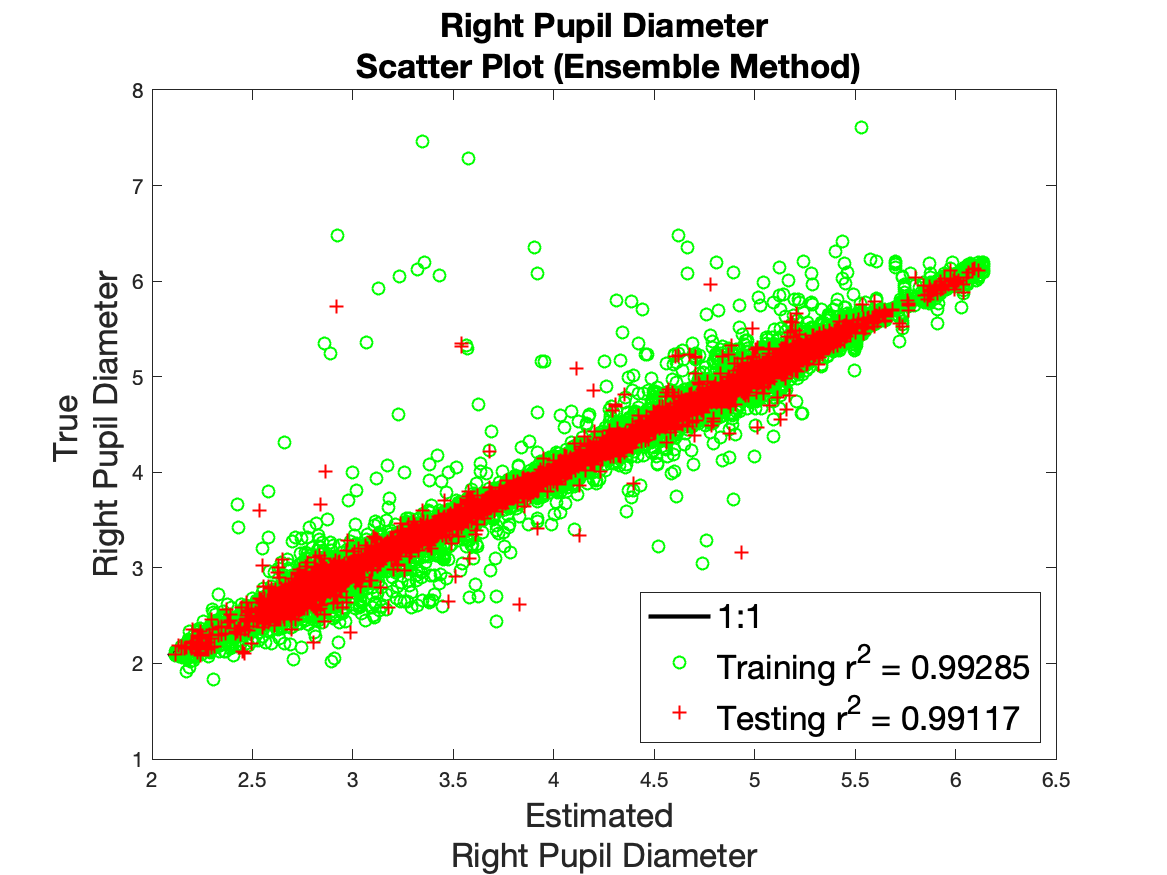 Right Pupil Diameter
Scatter Plot (Ensemble Method)
8
7
6
5
4
3
2
1
True
Right Pupil Diameter
1:1
Training r² = 0.99285
Testing r² = 0.99117
2
2.5
3
3.5
4
4.5
5
5.5
6
6.5
Estimated
Right Pupil Diameter